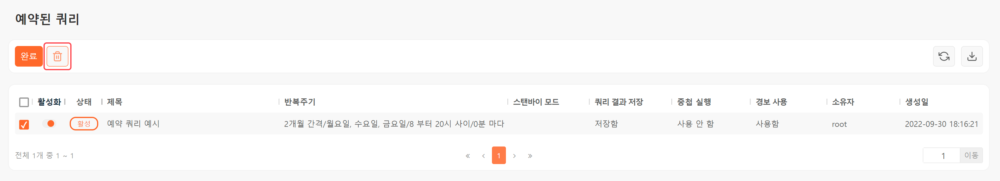 예약된 쿼리
완료
활성화 상태 제목 반복주기 스탠바이 모드 쿼리 결과 저장 중첩 실행 경보 사용 소유자 생성일
활성 예약 쿼리 예시 2개월 간격/월요일, 수요일, 금요일/8 부터 20시 사이/0분 마다 저장함 사용 안 함 사용함 root 2022-09-30 18:16:21
전체 1개 중 1 ~ 1 « ‹ 1 › » 1 이동